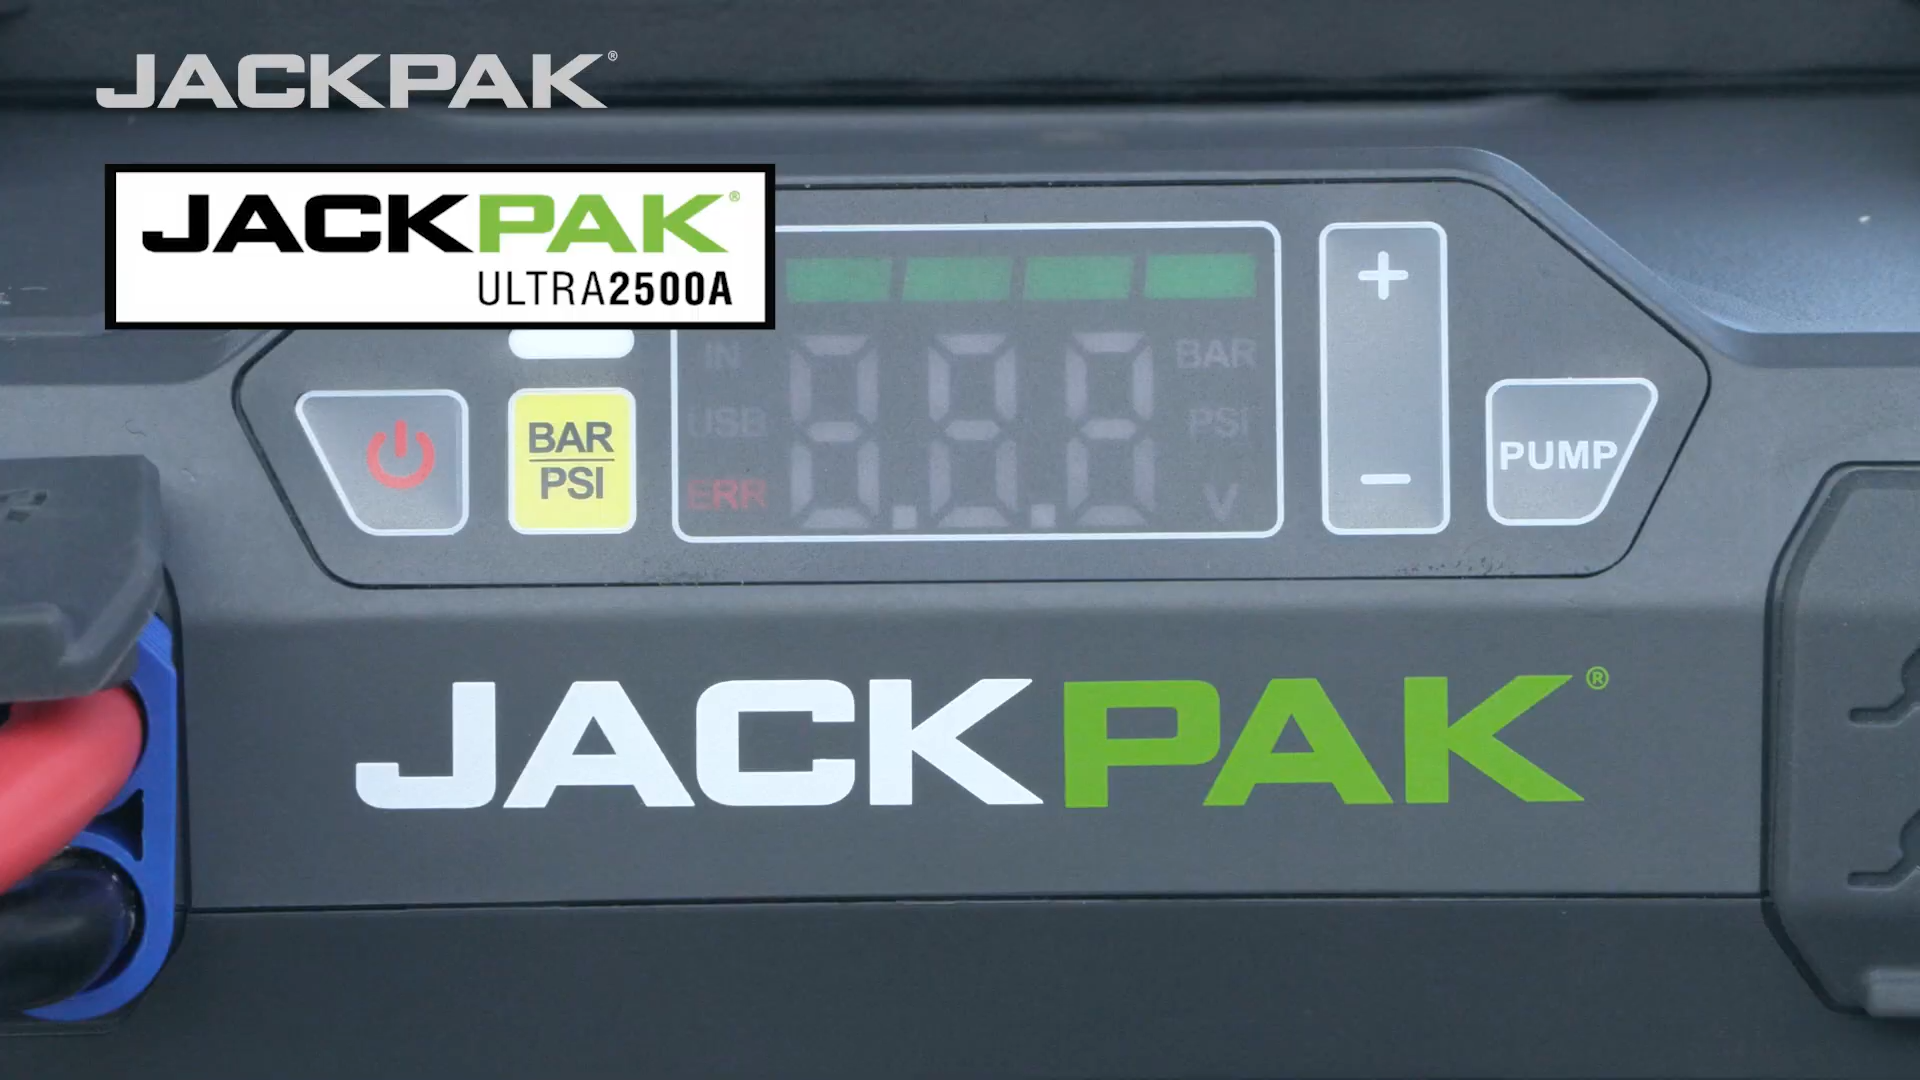 JACKPAK®
JACKPAK®
ULTRA2500A
+
IN
BAR
BAR
PSI
USB
8.8.8
PSI
PUMP
ERR
V
−
JACKPAK®